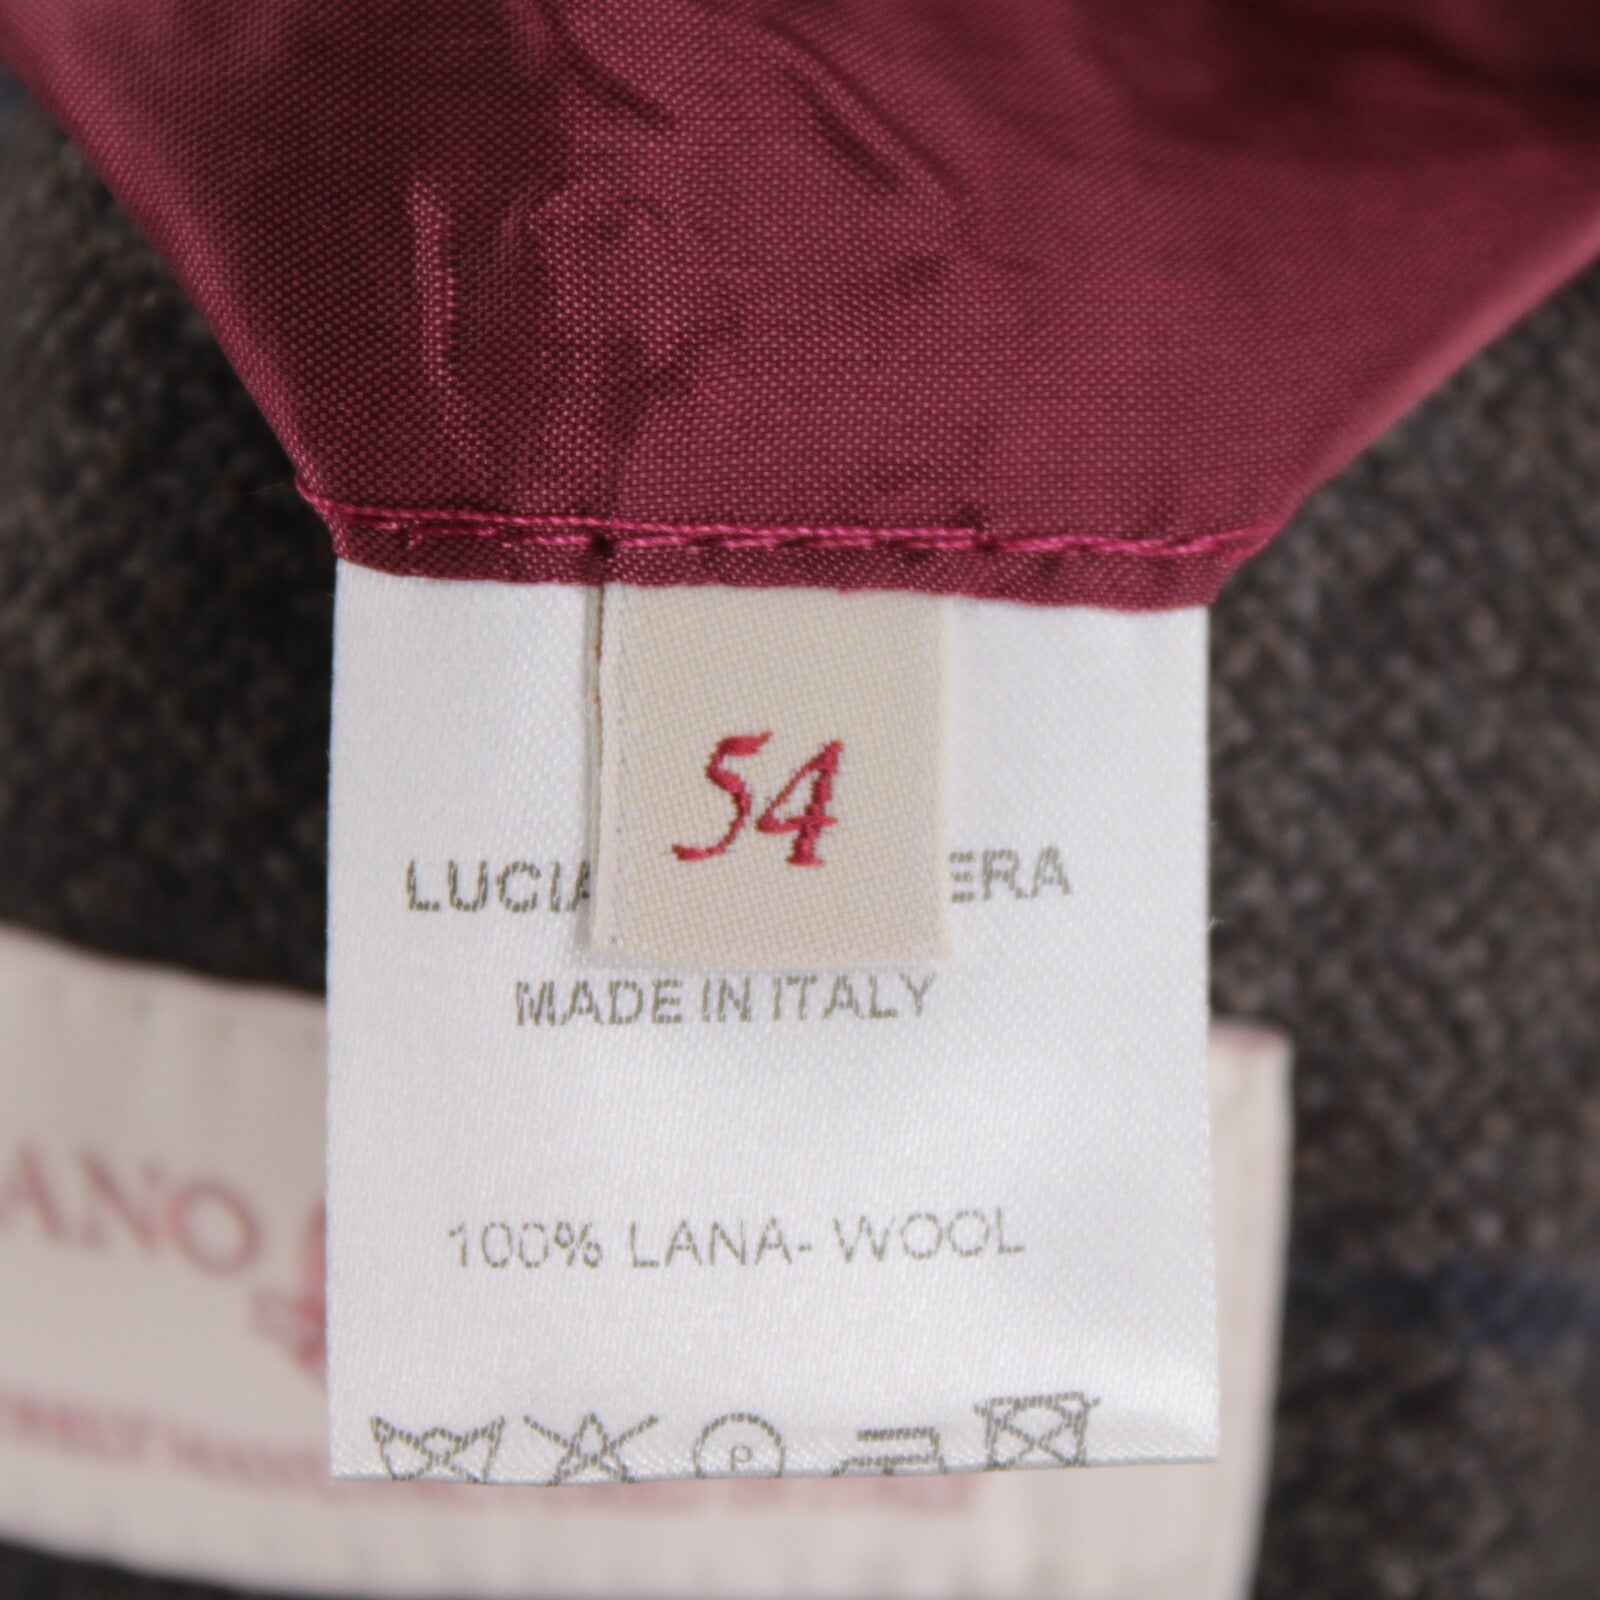 54
LUCIA ERA
MADE IN ITALY
100% LANA- WOOL
P
ANO